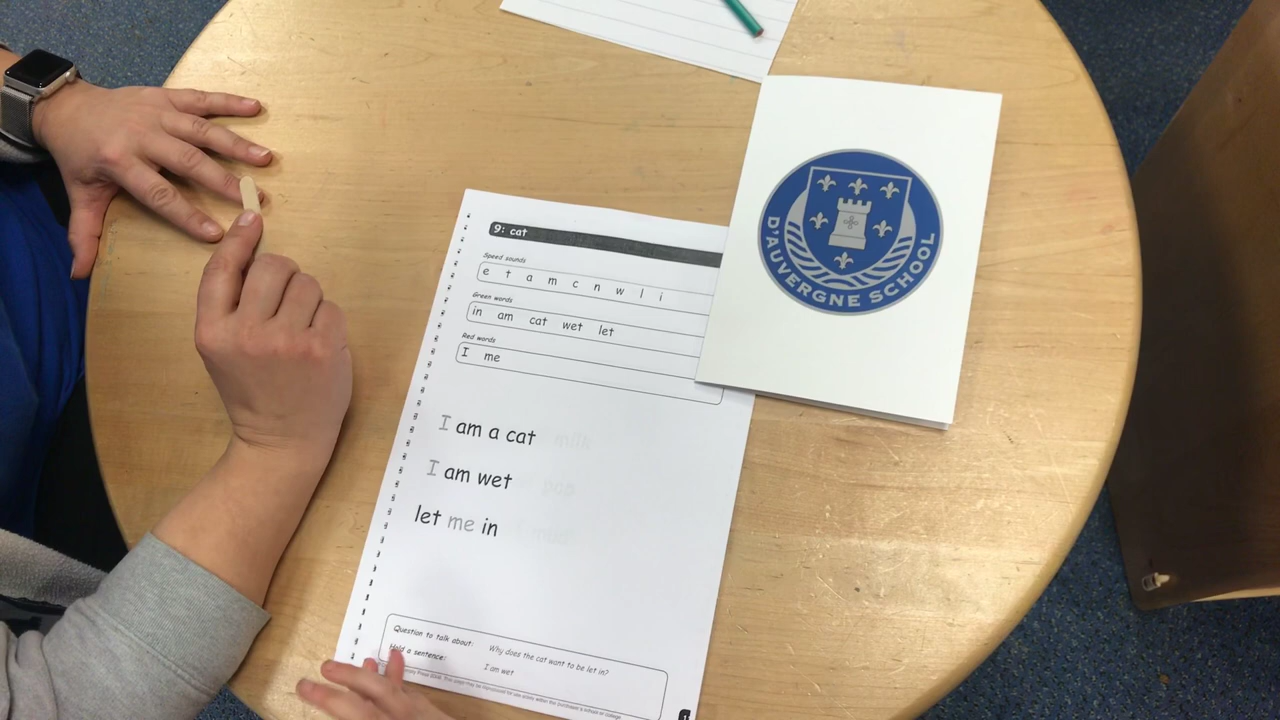 9: cat
Speed sounds
e t a m c n w l i
Green words
in am cat wet let
Red words
I me
I am a cat
I am wet
let me in
Question to talk about: Why does the cat want to be let in?
Hold a sentence: I am wet
D'AUVERGNE SCHOOL